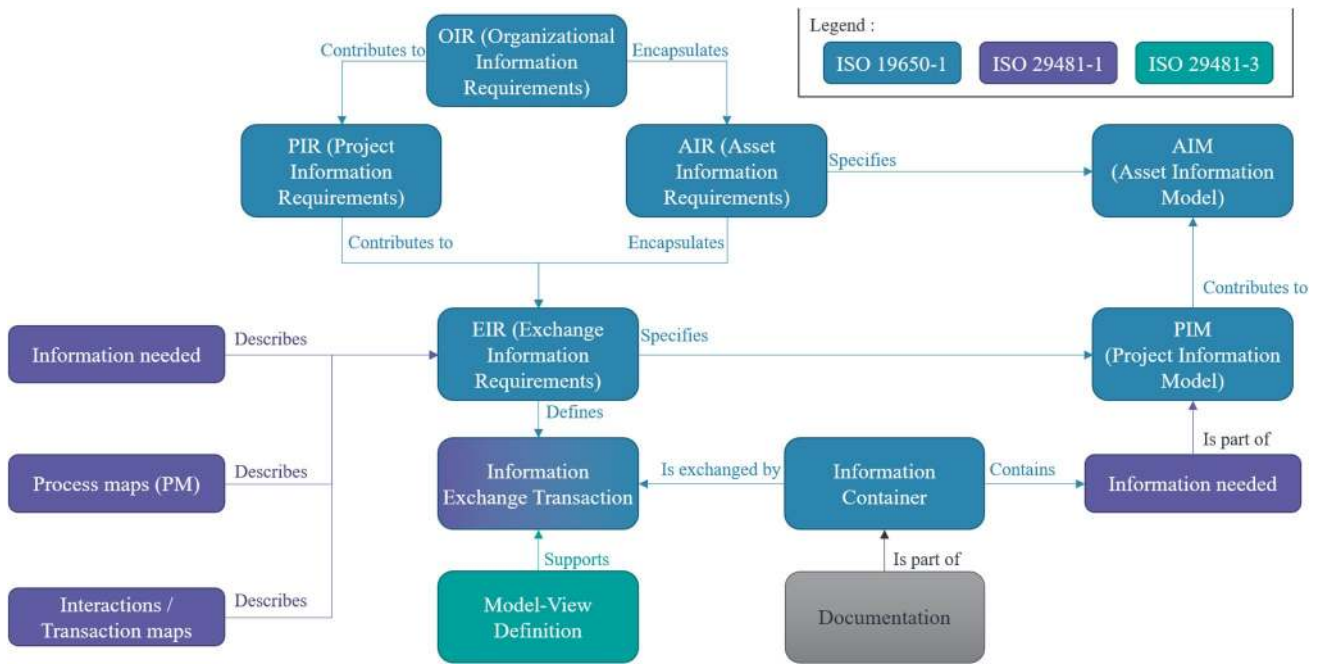 Legend :
ISO 19650-1
ISO 29481-1
ISO 29481-3
OIR (Organizational
Information
Requirements)
Contributes to
Encapsulates
PIR (Project
Information
Requirements)
AIR (Asset
Information
Requirements)
Specifies
AIM
(Asset Information
Model)
Contributes to
Encapsulates
Contributes to
Information needed
Describes
EIR (Exchange
Information
Requirements)
Specifies
PIM
(Project Information
Model)
Defines
Is part of
Process maps (PM)
Describes
Information
Exchange Transaction
Is exchanged by
Information
Container
Contains
Information needed
Supports
Is part of
Interactions /
Transaction maps
Describes
Model-View
Definition
Documentation